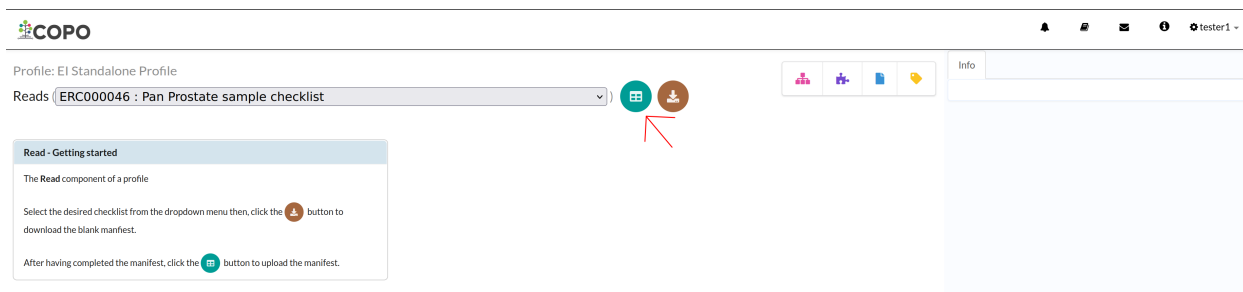 COPO
tester1
Profile: EI Standalone Profile
Info
Reads ( ERC000046 : Pan Prostate sample checklist )
Read - Getting started
The Read component of a profile
Select the desired checklist from the dropdown menu then, click the button to
download the blank manfiest.
After having completed the manifest, click the button to upload the manifest.